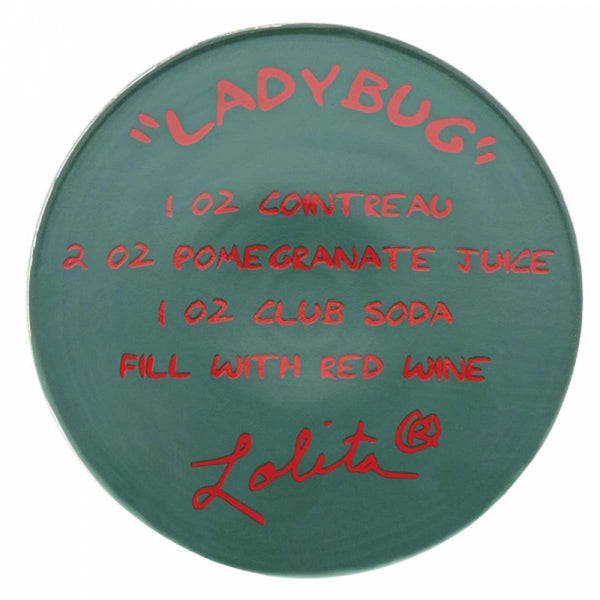 "LADYBUG"
1 OZ COINTREAU
2 OZ POMEGRANATE JUICE
1 OZ CLUB SODA
FILL WITH RED WINE
Lolita®